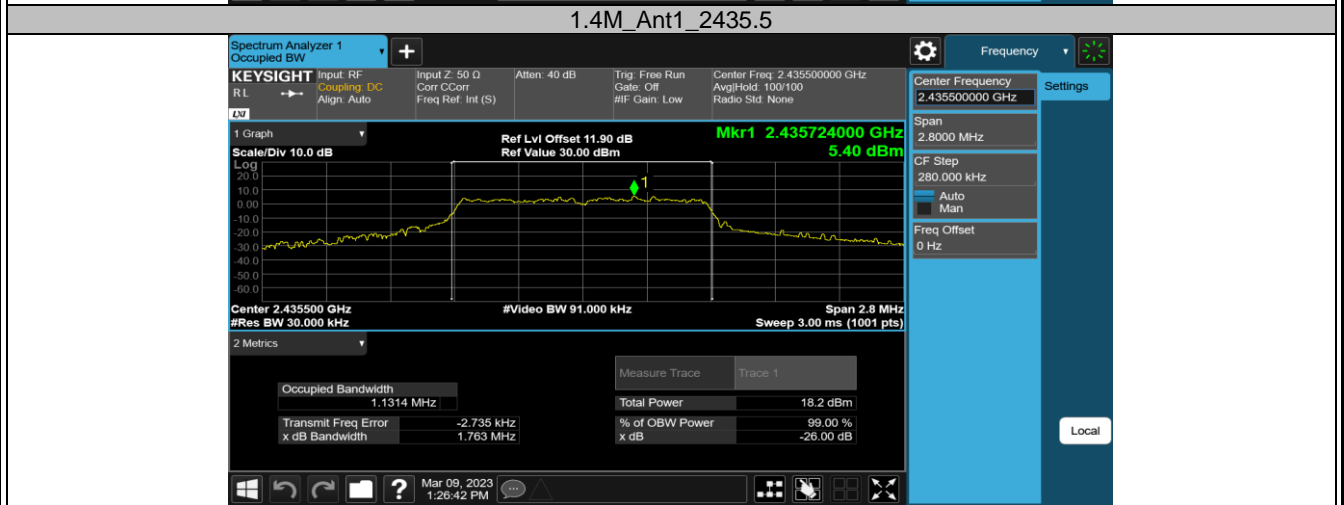 1.4M_Ant1_2435.5
Spectrum Analyzer 1
Occupied BW
Frequency
KEYSIGHT
R L
LXI
Input: RF
Coupling: DC
Align: Auto
Input Z: 50 Ω
Corr CCorr
Freq Ref: Int (S)
Atten: 40 dB
Trig: Free Run
Gate: Off
#IF Gain: Low
Center Freq: 2.435500000 GHz
Avg|Hold: 100/100
Radio Std: None
Center Frequency
2.435500000 GHz
Settings
Span
2.8000 MHz
CF Step
280.000 kHz
Auto
Man
Freq Offset
0 Hz
1 Graph
Scale/Div 10.0 dB
Ref Lvl Offset 11.90 dB
Ref Value 30.00 dBm
Mkr1 2.435724000 GHz
5.40 dBm
Log
20.0
10.0
0.00
-10.0
-20.0
-30.0
-40.0
-50.0
-60.0
1
Center 2.435500 GHz
#Res BW 30.000 kHz
#Video BW 91.000 kHz
Span 2.8 MHz
Sweep 3.00 ms (1001 pts)
2 Metrics
Measure Trace
Trace 1
Occupied Bandwidth
1.1314 MHz
Total Power
18.2 dBm
Transmit Freq Error
-2.735 kHz
% of OBW Power
99.00 %
x dB Bandwidth
1.763 MHz
x dB
-26.00 dB
Local
?
Mar 09, 2023
1:26:42 PM